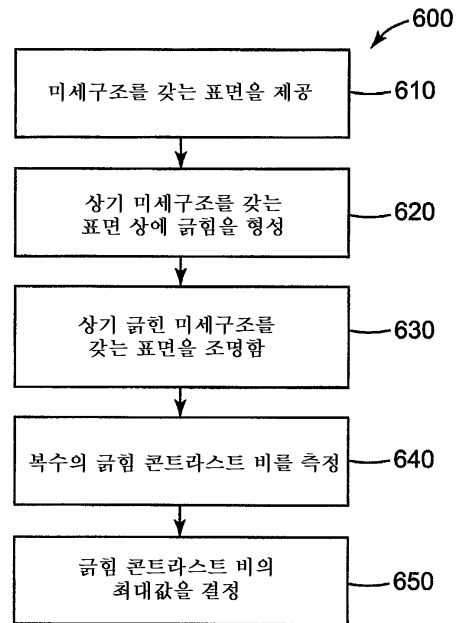 600
미세구조를 갖는 표면을 제공
610
상기 미세구조를 갖는
표면 상에 긁힘을 형성
620
상기 긁힌 미세구조를
갖는 표면을 조명함
630
복수의 긁힘 콘트라스트 비를 측정
640
긁힘 콘트라스트 비의
최대값을 결정
650